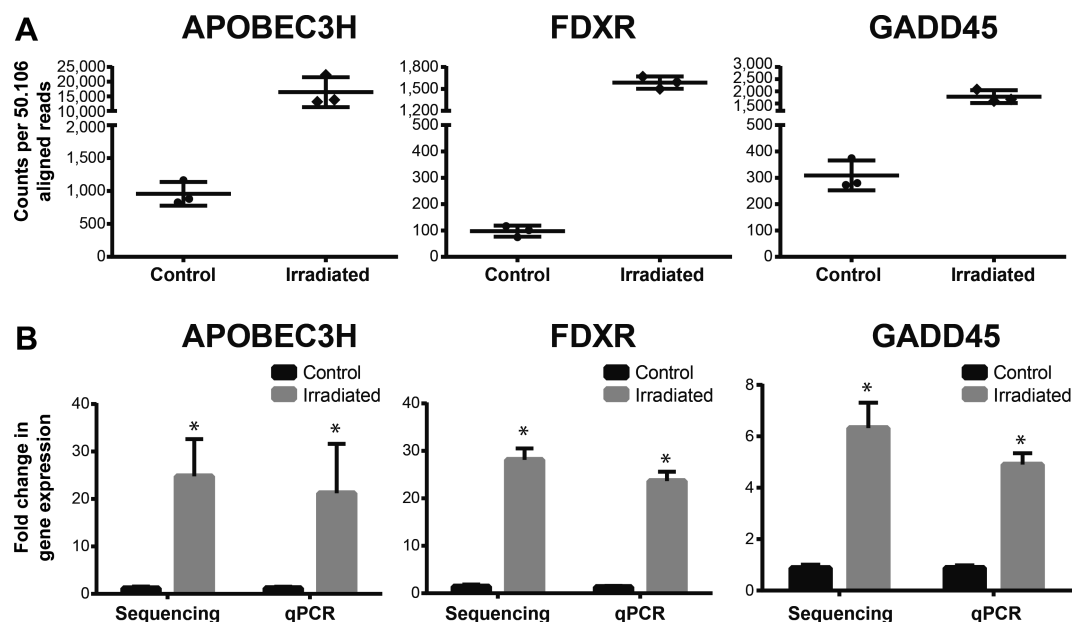 A
APOBEC3H
FDXR
GADD45
Counts per 50.106
aligned reads
25,000
20,000
15,000
10,000
2,000
1,500
1,000
500
0
Control
Irradiated
1,800
1,500
1,200
500
400
300
200
100
0
Control
Irradiated
3,000
2,500
2,000
1,500
500
400
300
200
100
0
Control
Irradiated
B
APOBEC3H
FDXR
GADD45
Fold change in
gene expression
Control
Irradiated
40
30
20
10
0
*
*
Sequencing
qPCR
Control
Irradiated
40
30
20
10
0
*
*
Sequencing
qPCR
Control
Irradiated
8
6
4
2
0
*
*
Sequencing
qPCR